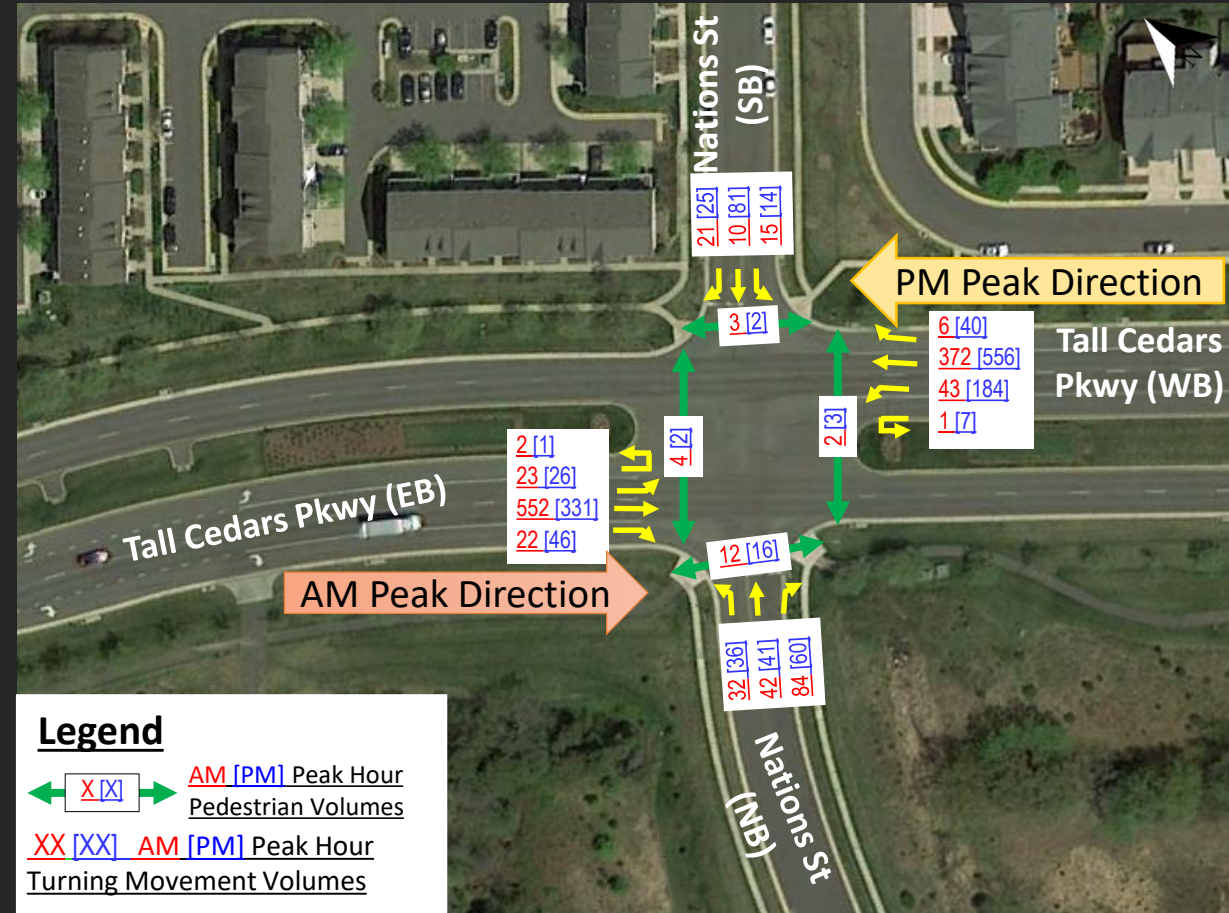 Nations St
(SB)
21 [25]
10 [81]
15 [14]
PM Peak Direction
3 [2]
6 [40]
372 [556]
43 [184]
1 [7]
Tall Cedars
Pkwy (WB)
2 [3]
4 [2]
2 [1]
23 [26]
552 [331]
22 [46]
Tall Cedars Pkwy (EB)
12 [16]
AM Peak Direction
32 [36]
42 [41]
84 [60]
Nations St
(NB)
Legend
X [X]
AM [PM] Peak Hour
Pedestrian Volumes
XX [XX] AM [PM] Peak Hour
Turning Movement Volumes